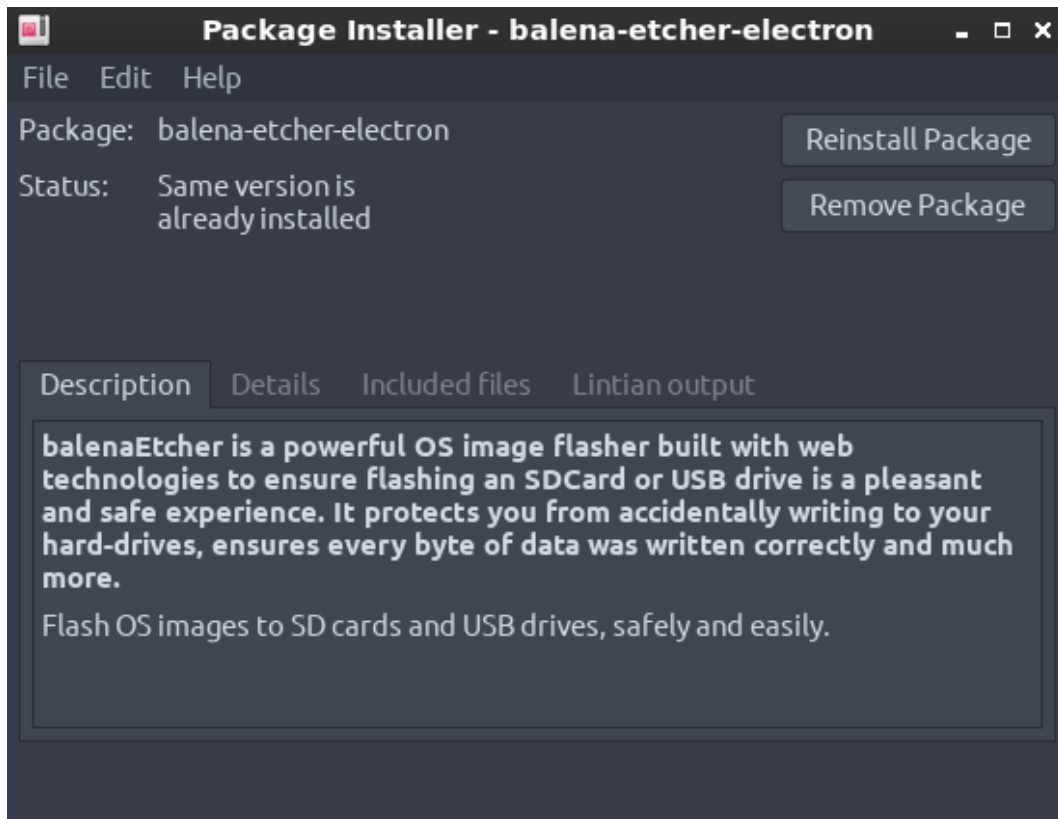 Package Installer - balena-etcher-electron
File Edit Help
Package: balena-etcher-electron
Reinstall Package
Status: Same version is
already installed
Remove Package
Description Details Included files Lintian output
balenaEtcher is a powerful OS image flasher built with web
technologies to ensure flashing an SDCard or USB drive is a pleasant
and safe experience. It protects you from accidentally writing to your
hard-drives, ensures every byte of data was written correctly and much
more.
Flash OS images to SD cards and USB drives, safely and easily.